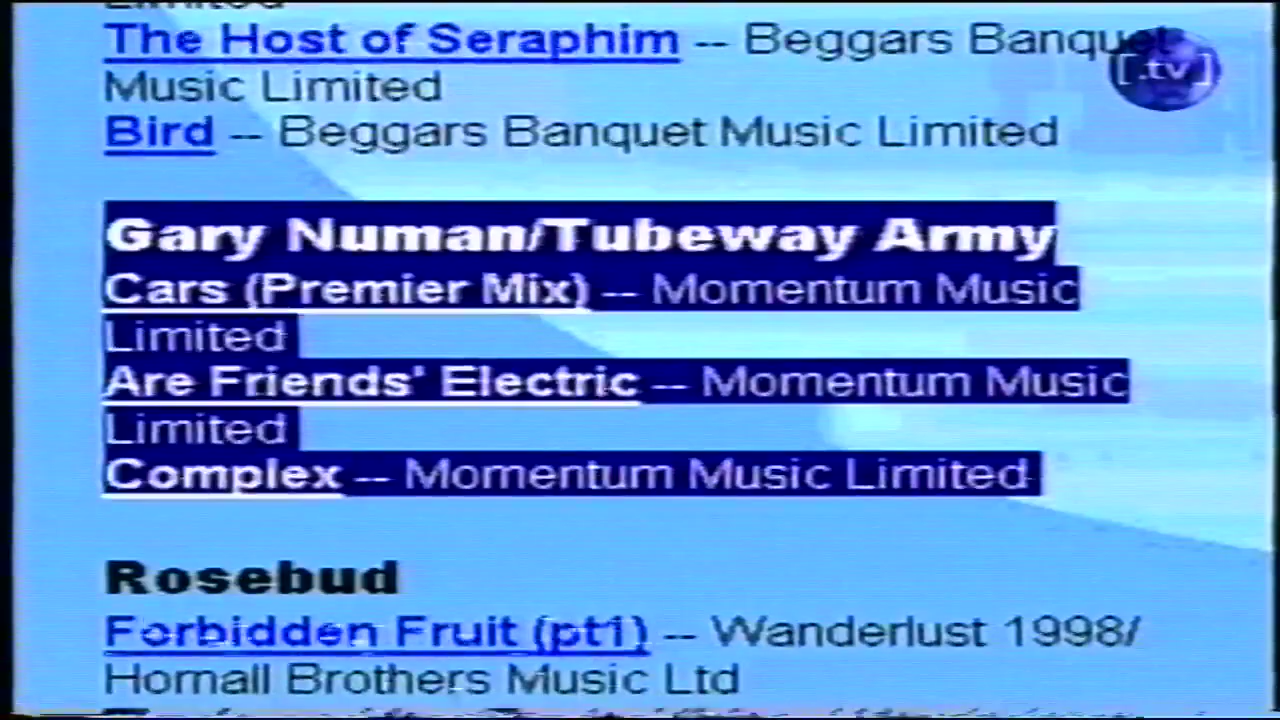 Limited
The Host of Seraphim -- Beggars Banquet
[.tv]
Music Limited
Bird -- Beggars Banquet Music Limited
Gary Numan/Tubeway Army
Cars (Premier Mix) -- Momentum Music
Limited
Are Friends' Electric -- Momentum Music
Limited
Complex -- Momentum Music Limited
Rosebud
Forbidden Fruit (pt1) -- Wanderlust 1998/
Hornall Brothers Music Ltd